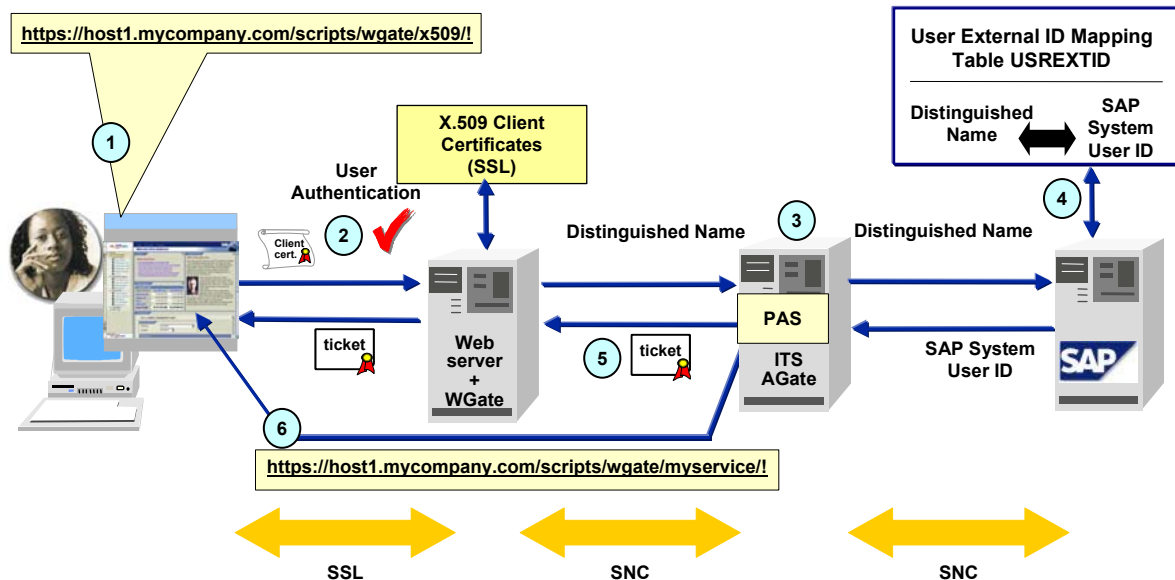 https://host1.mycompany.com/scripts/wgate/x509/!
User External ID Mapping
Table USREXTID
Distinguished
Name
SAP
System
User ID
1
X.509 Client
Certificates
(SSL)
User
Authentication
2
Client
cert.
3
4
Distinguished Name
Distinguished Name
PAS
ticket
Web
server
+
WGate
5
ticket
ITS
AGate
SAP System
User ID
SAP
6
https://host1.mycompany.com/scripts/wgate/myservice/!
SSL
SNC
SNC